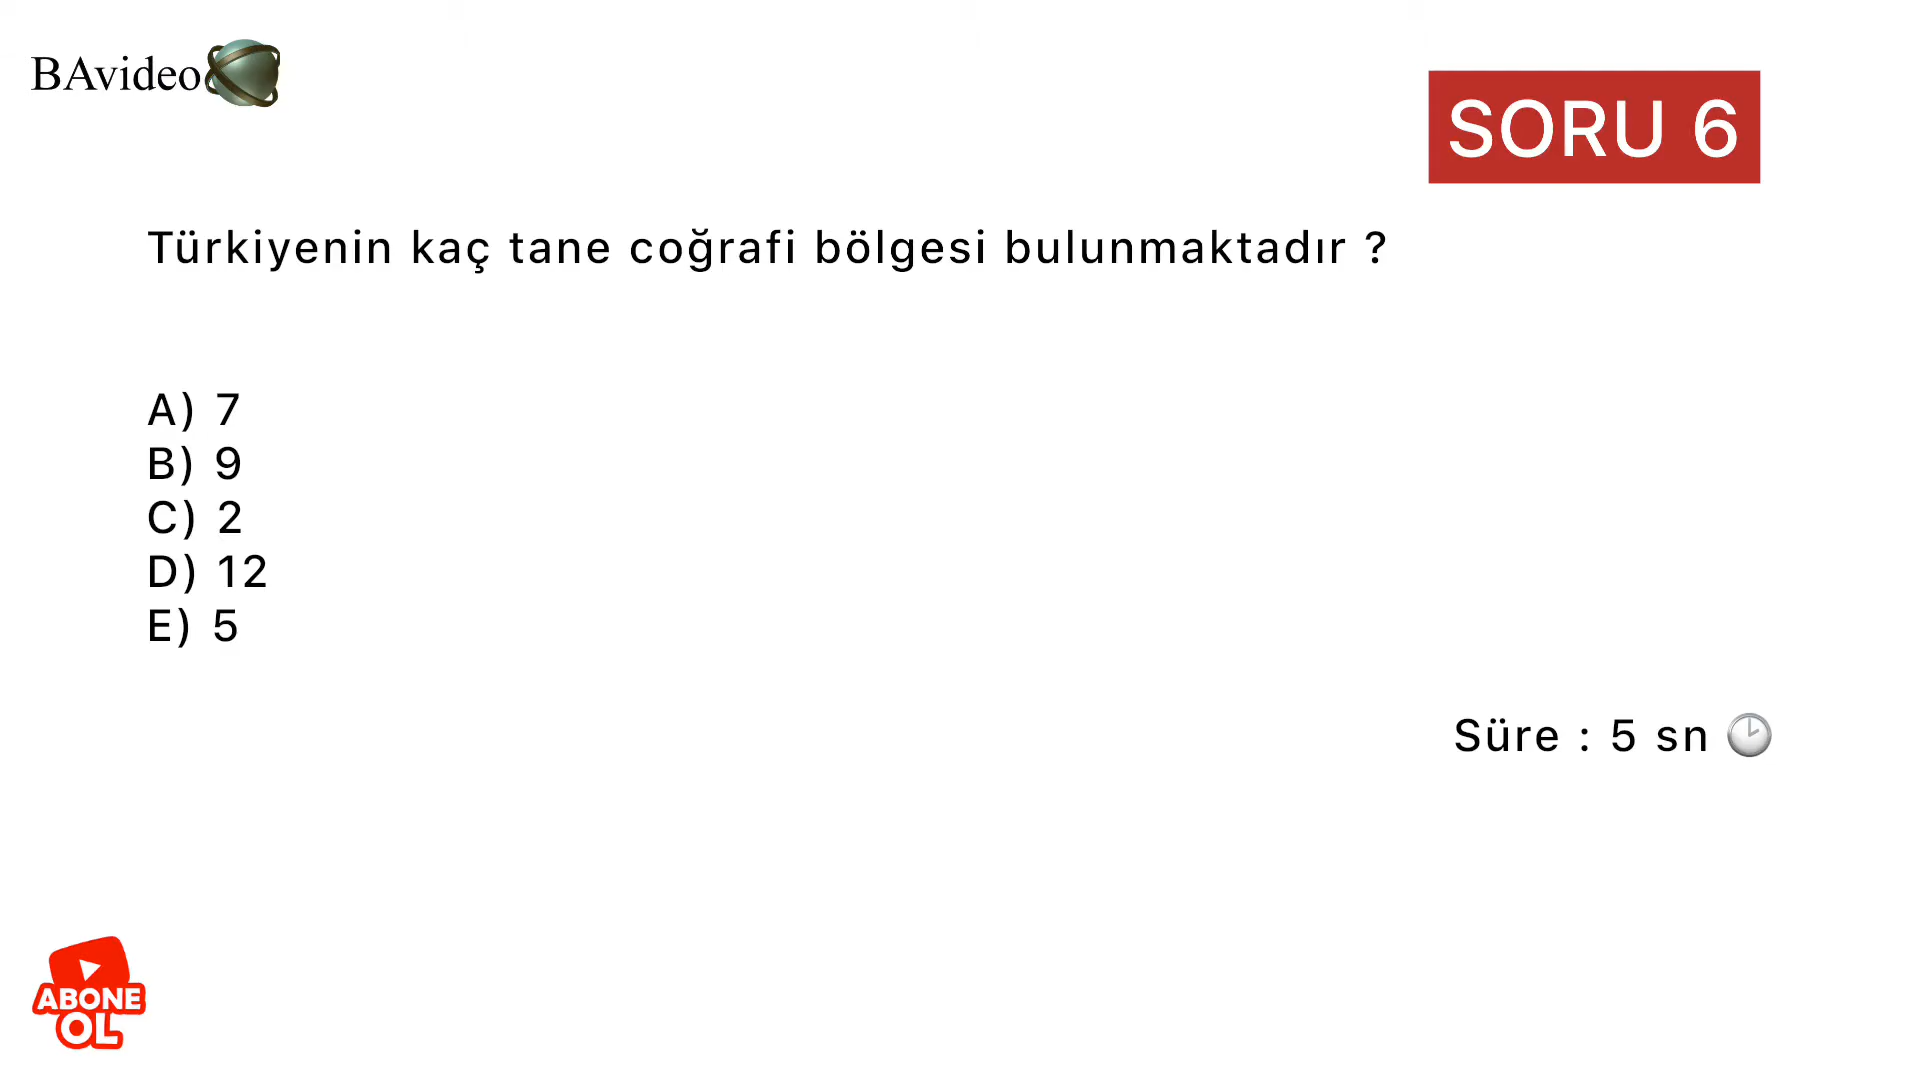 BAvideo
SORU 6
Türkiyenin kaç tane coğrafi bölgesi bulunmaktadır ?
A) 7
B) 9
C) 2
D) 12
E) 5
Süre : 5 sn 🕑
ABONE
OL